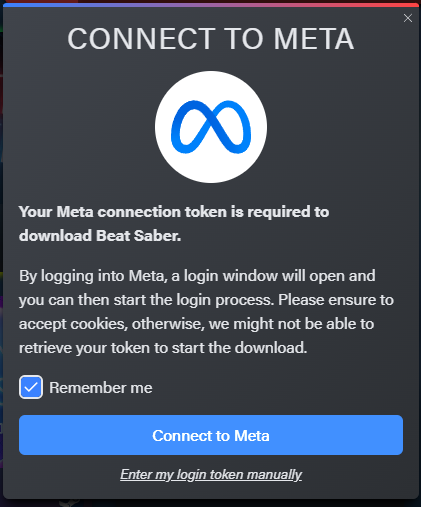 CONNECT TO META
Your Meta connection token is required to
download Beat Saber.
By logging into Meta, a login window will open and
you can then start the login process. Please ensure to
accept cookies, otherwise, we might not be able to
retrieve your token to start the download.
Remember me
Connect to Meta
Enter my login token manually